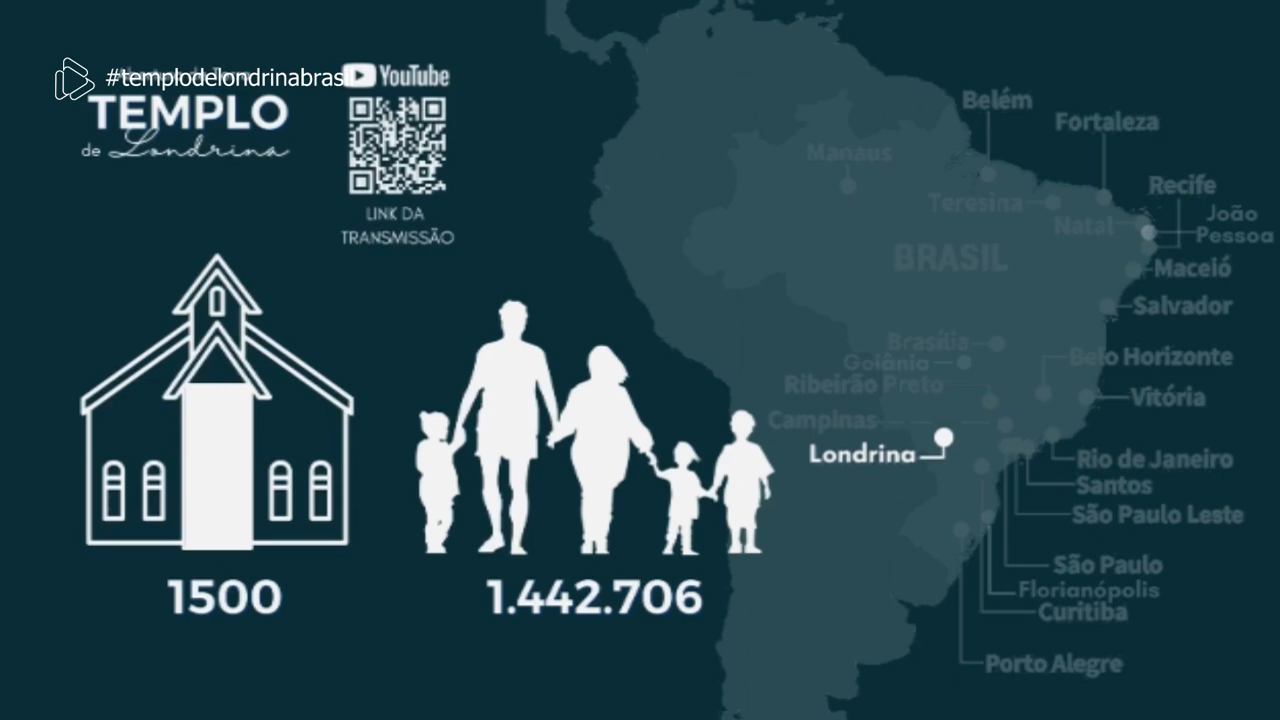 #templodelondrinabrasil
YouTube
TEMPLO
de Londrina
LINK DA
TRANSMISSÃO
1500
1.442.706
Belém
Fortaleza
Manaus
Recife
João
Pessoa
Teresina
Natal
BRASIL
Maceió
Salvador
Brasília
Goiânia
Belo Horizonte
Ribeirão Preto
Vitória
Campinas
Londrina
Rio de Janeiro
Santos
São Paulo Leste
São Paulo
Florianópolis
Curitiba
Porto Alegre